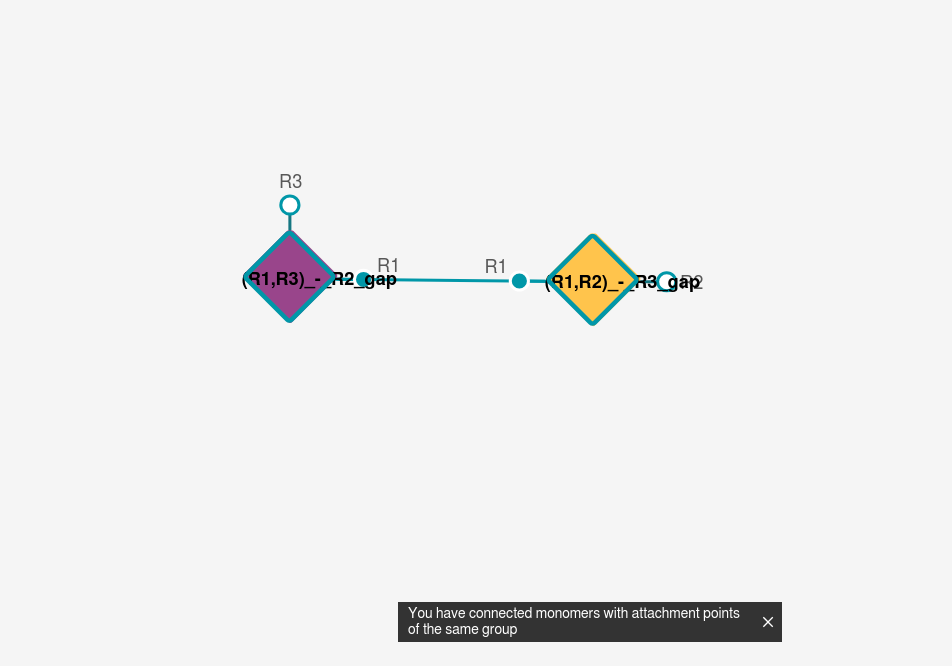 R3
R1
R1
(R1,R3)_-_R2_gap
(R1,R2)_-_R3_gap
R2
You have connected monomers with attachment points
of the same group